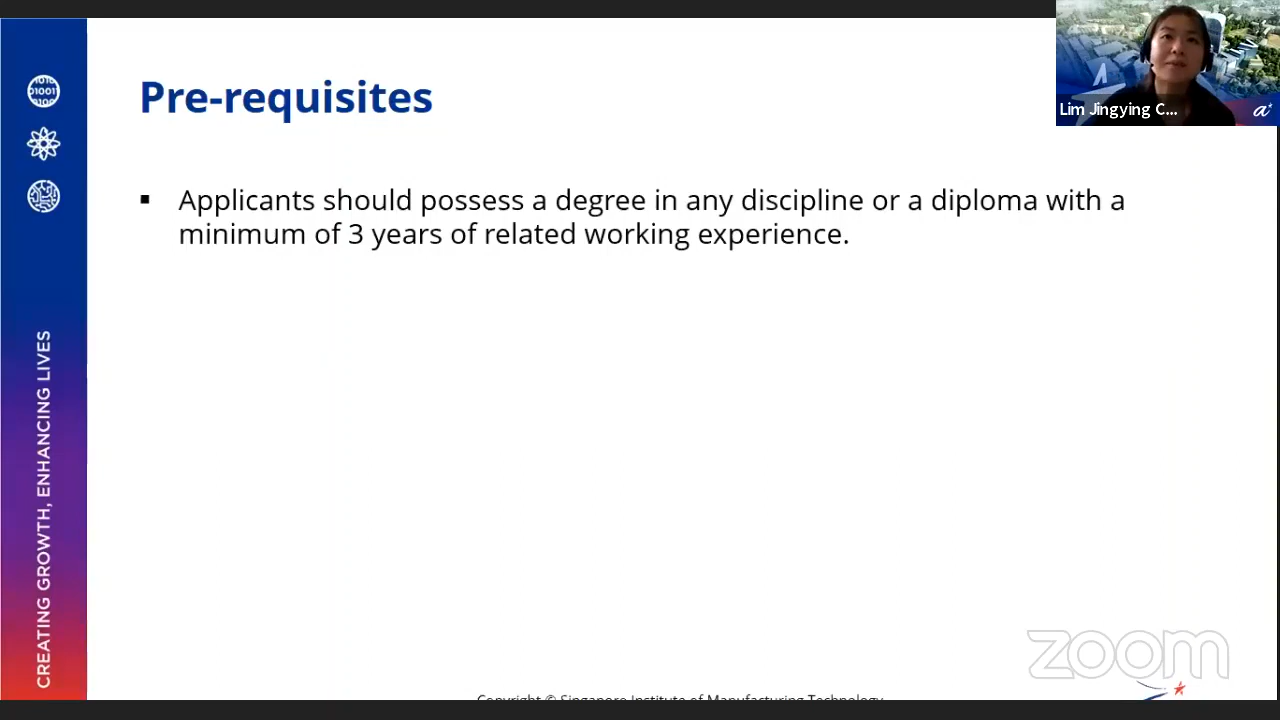 Pre-requisites
Lim Jingying C...
▪ Applicants should possess a degree in any discipline or a diploma with a
minimum of 3 years of related working experience.
CREATING GROWTH, ENHANCING LIVES
zoom
Copyright © Singapore Institute of Manufacturing Technology